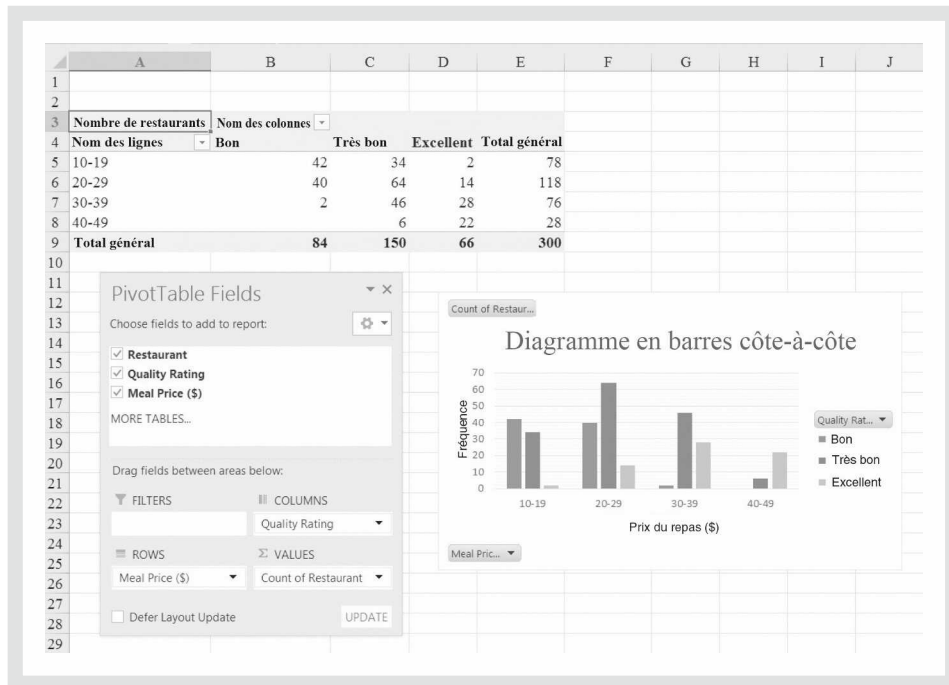 A B C D E F G H I J
1
2
3 Nombre de restaurants Nom des colonnes
4 Nom des lignes Bon Très bon Excellent Total général
5 10-19 42 34 2 78
6 20-29 40 64 14 118
7 30-39 2 46 28 76
8 40-49 6 22 28
9 Total général 84 150 66 300
10
11
12
13
14
15
16
17
18
19
20
21
22
23
24
25
26
27
28
29
PivotTable Fields
Choose fields to add to report:
Restaurant
Quality Rating
Meal Price ($)
MORE TABLES...
Drag fields between areas below:
FILTERS COLUMNS
Quality Rating
ROWS Σ VALUES
Meal Price ($) Count of Restaurant
Defer Layout Update UPDATE
Count of Restaur...
Diagramme en barres côte-à-côte
Fréquence
70
60
50
40
30
20
10
0
10-19 20-29 30-39 40-49
Prix du repas ($)
Quality Rat...
Bon
Très bon
Excellent
Meal Pric...